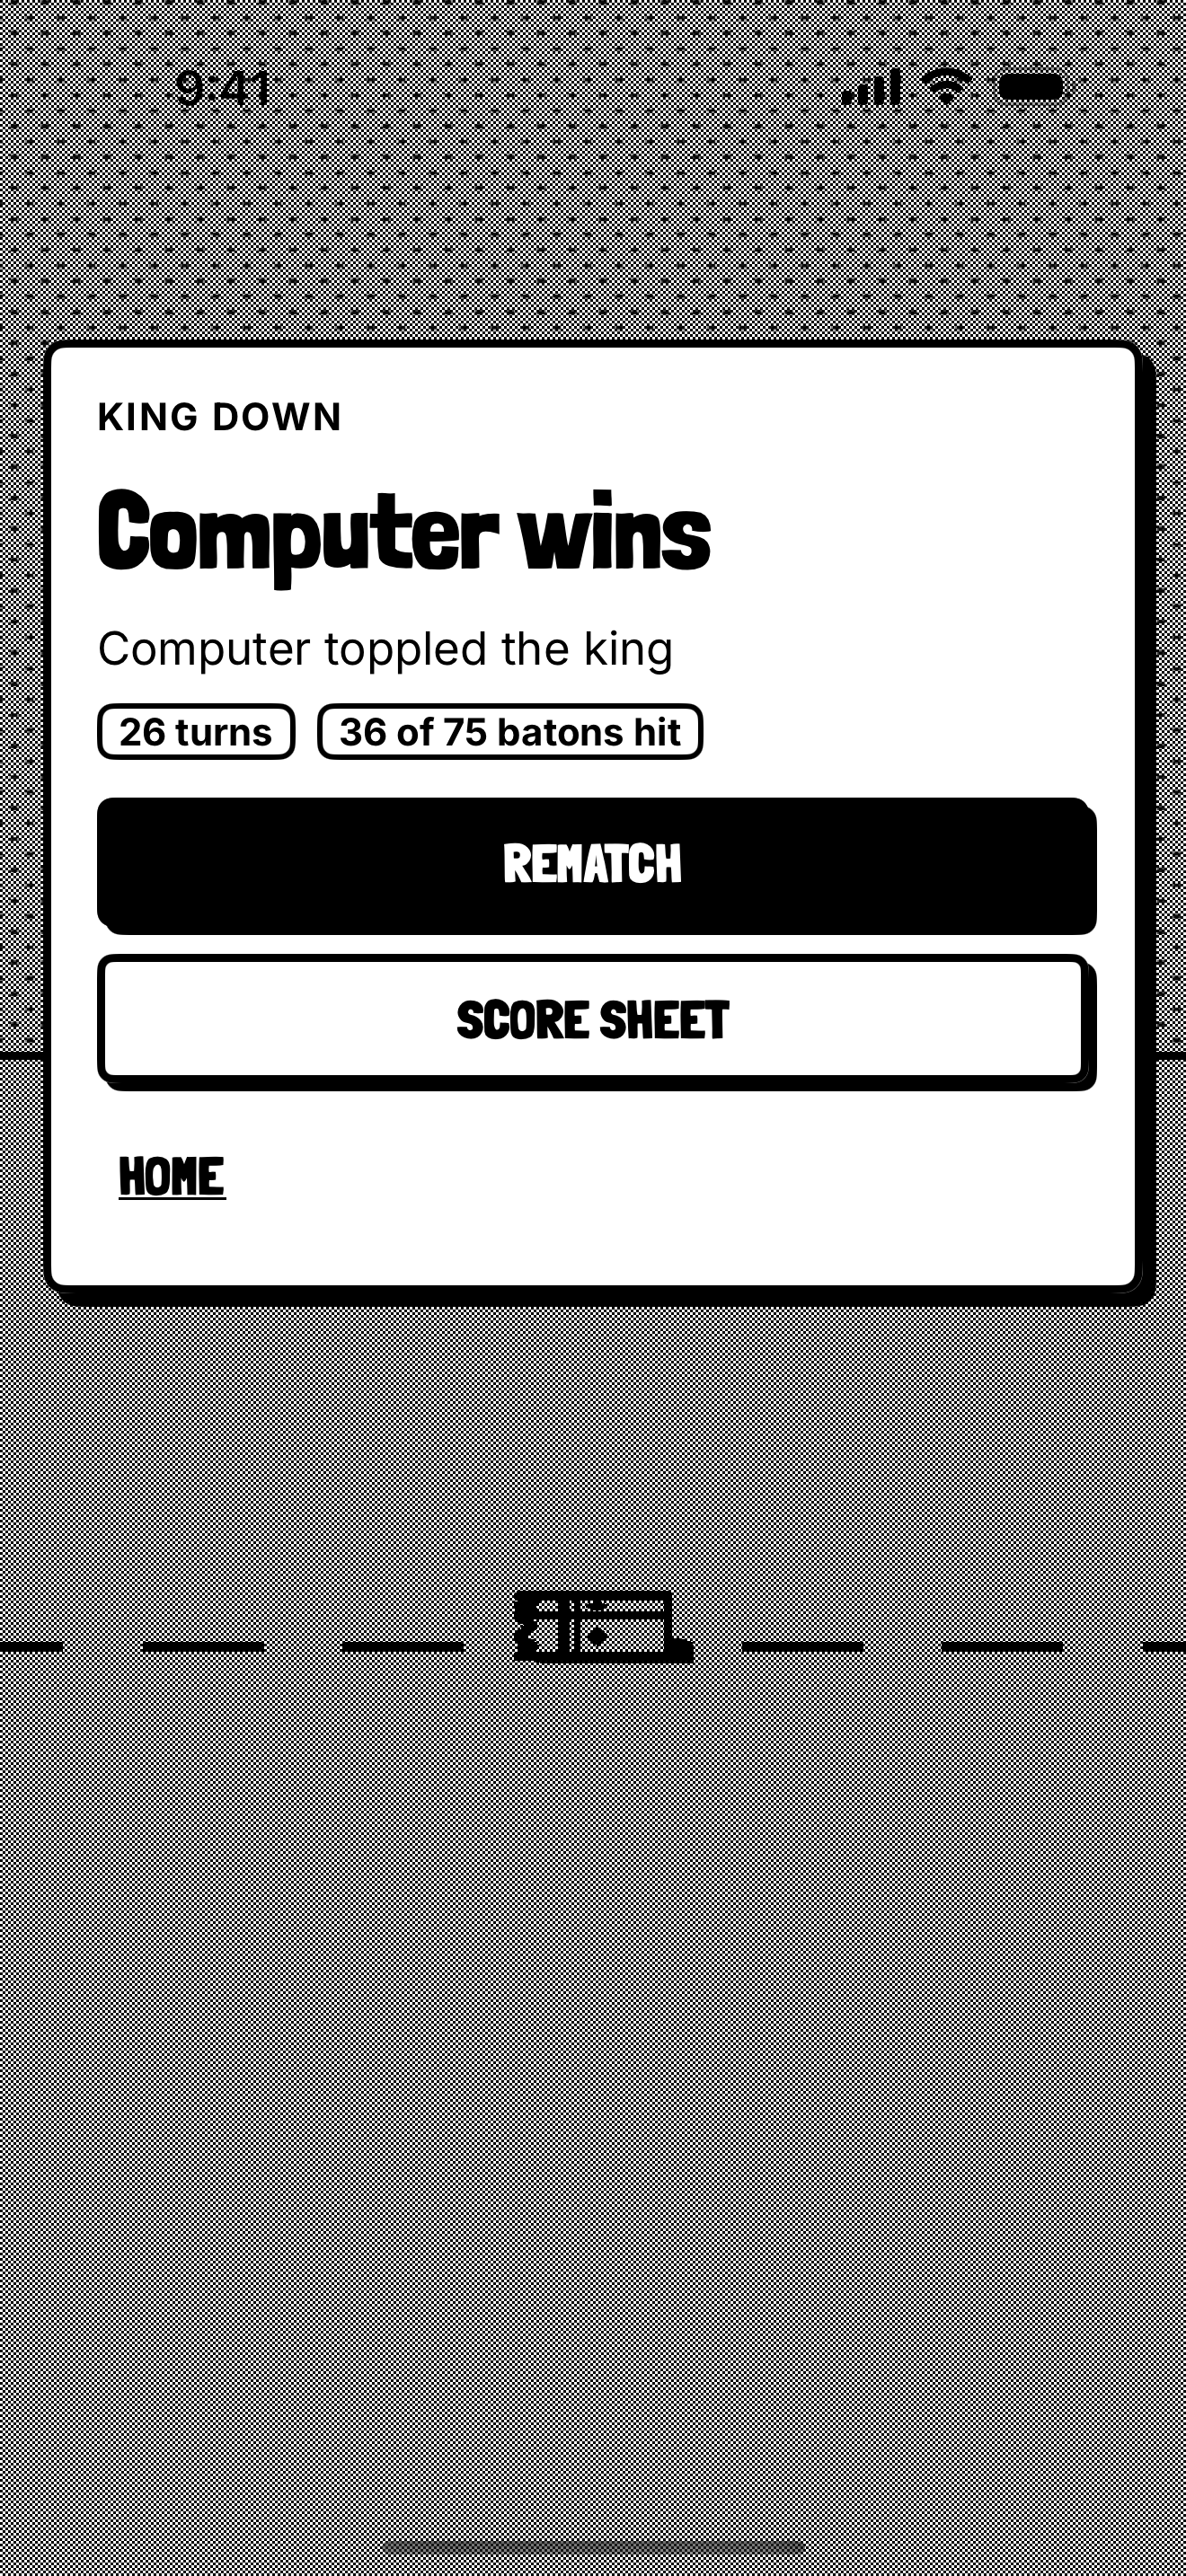 9:41
KING DOWN
Computer wins
Computer toppled the king
26 turns 36 of 75 batons hit
REMATCH
SCORE SHEET
HOME